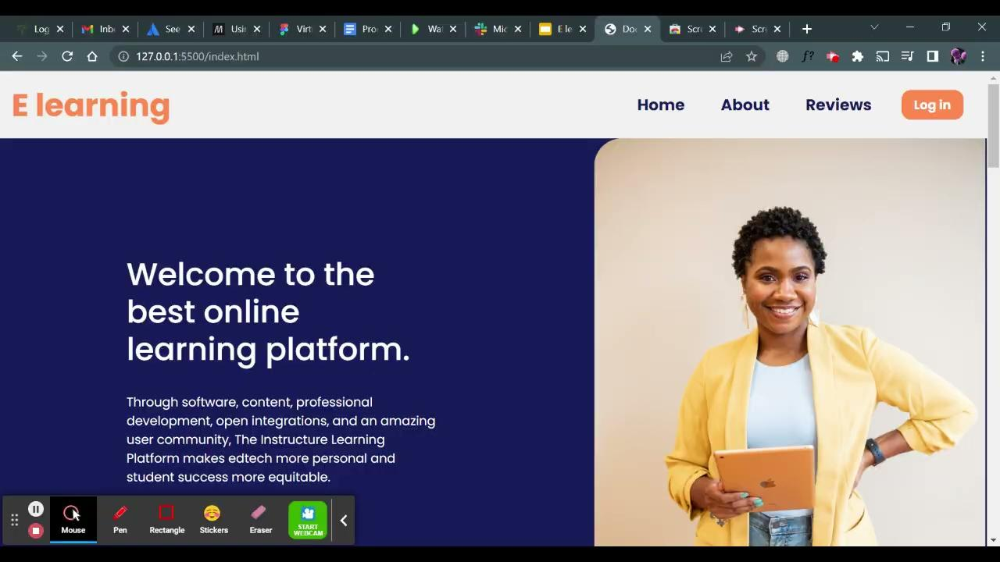 Log
Inb
See
Usin
Virt
Pro
Wai
Mic
E le
Do
Scr
Scr
127.0.0.1:5500/index.html
f?
E learning
Home About Reviews Log in
Welcome to the
best online
learning platform.
Through software, content, professional
development, open integrations, and an amazing
user community, The Instructure Learning
Platform makes edtech more personal and
student success more equitable.
Mouse Pen Rectangle Stickers Eraser
START
WEBCAM